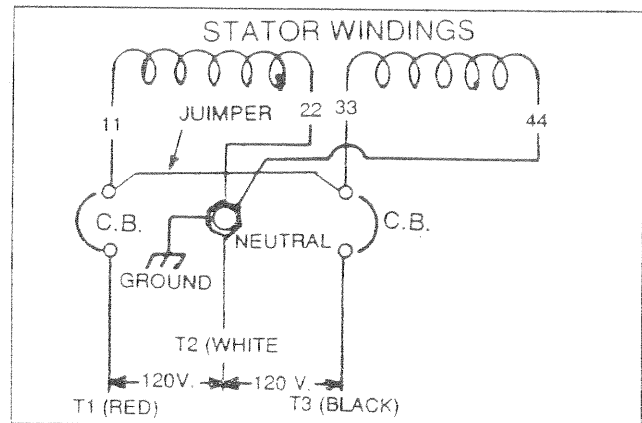 STATOR WINDINGS
11
JUIMPER
22
33
44
C.B.
C.B.
NEUTRAL
GROUND
T2 (WHITE
120V.
120 V.
T1 (RED)
T3 (BLACK)